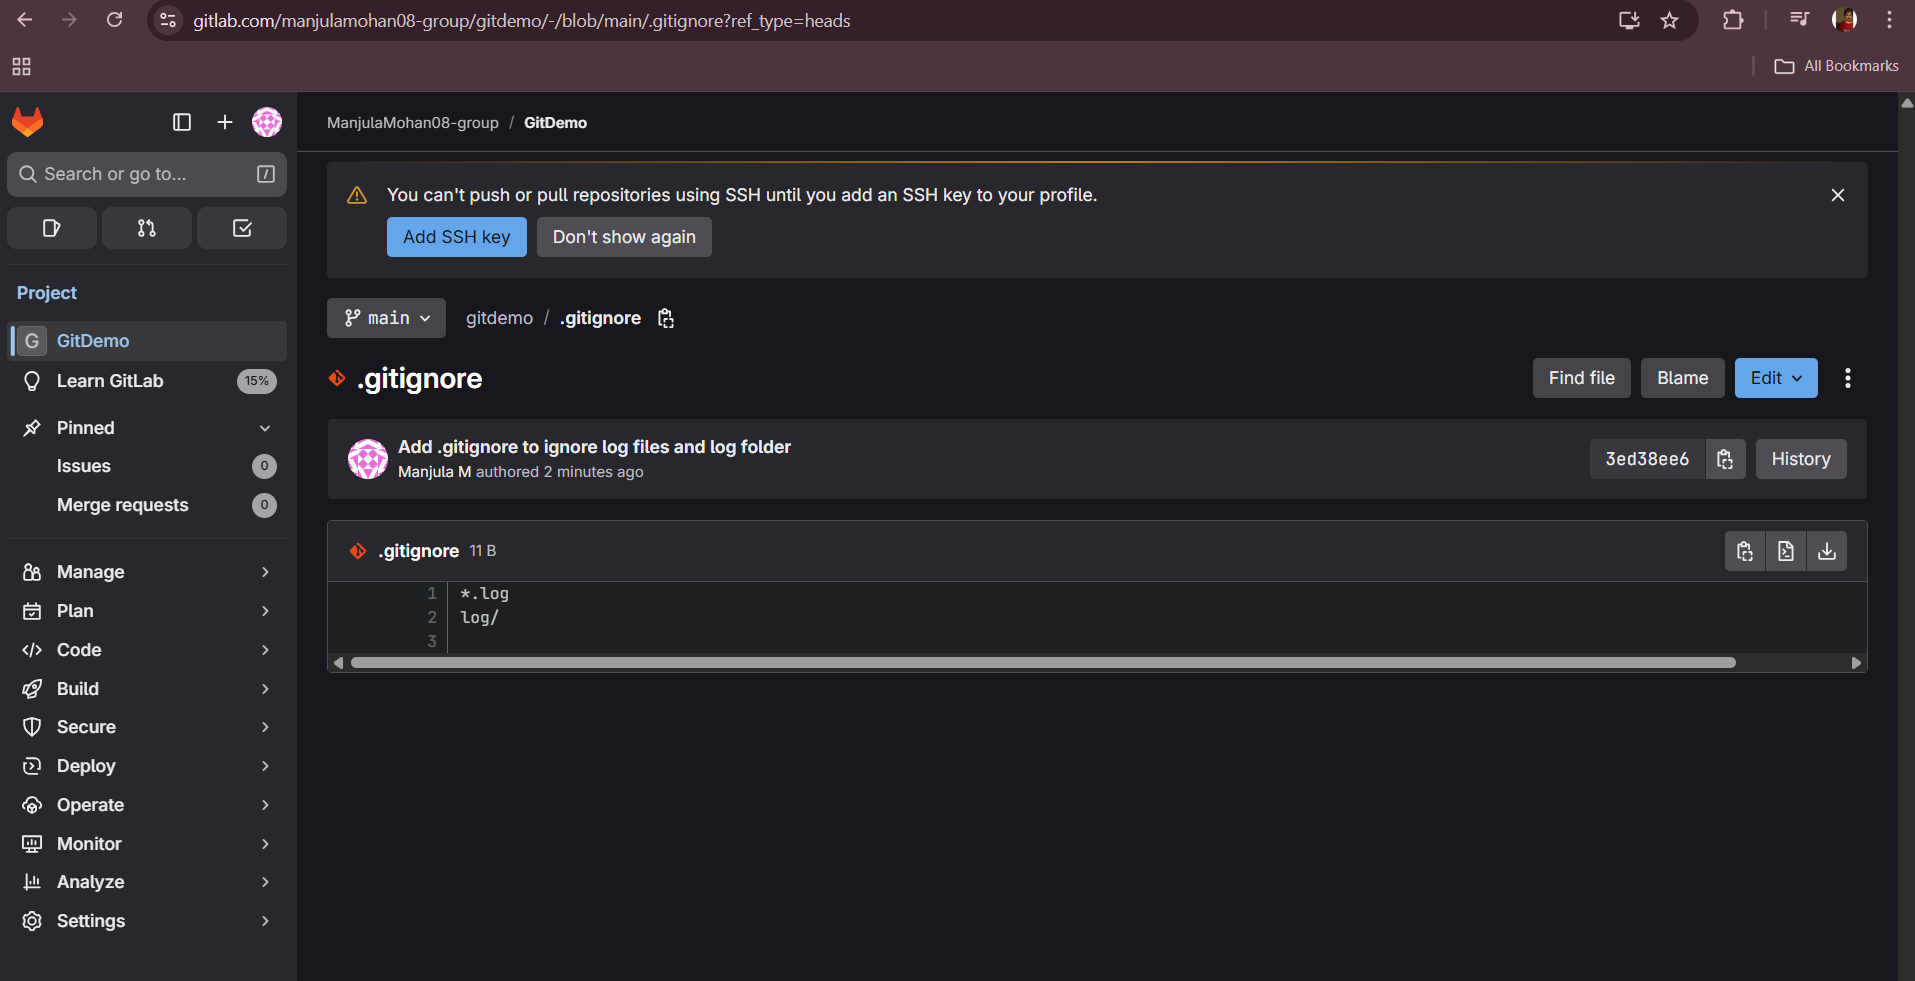 gitlab.com/manjulamohan08-group/gitdemo/-/blob/main/.gitignore?ref_type=heads
All Bookmarks
ManjulaMohan08-group / GitDemo
Search or go to... /
You can't push or pull repositories using SSH until you add an SSH key to your profile.
Add SSH key Don't show again
Project
G GitDemo
Learn GitLab 15%
Pinned
Issues 0
Merge requests 0
Manage
Plan
Code
Build
Secure
Deploy
Operate
Monitor
Analyze
Settings
main gitdemo / .gitignore
.gitignore
Find file Blame Edit
Add .gitignore to ignore log files and log folder
Manjula M authored 2 minutes ago
3ed38ee6 History
.gitignore 11 B
1 *.log
2 log/
3